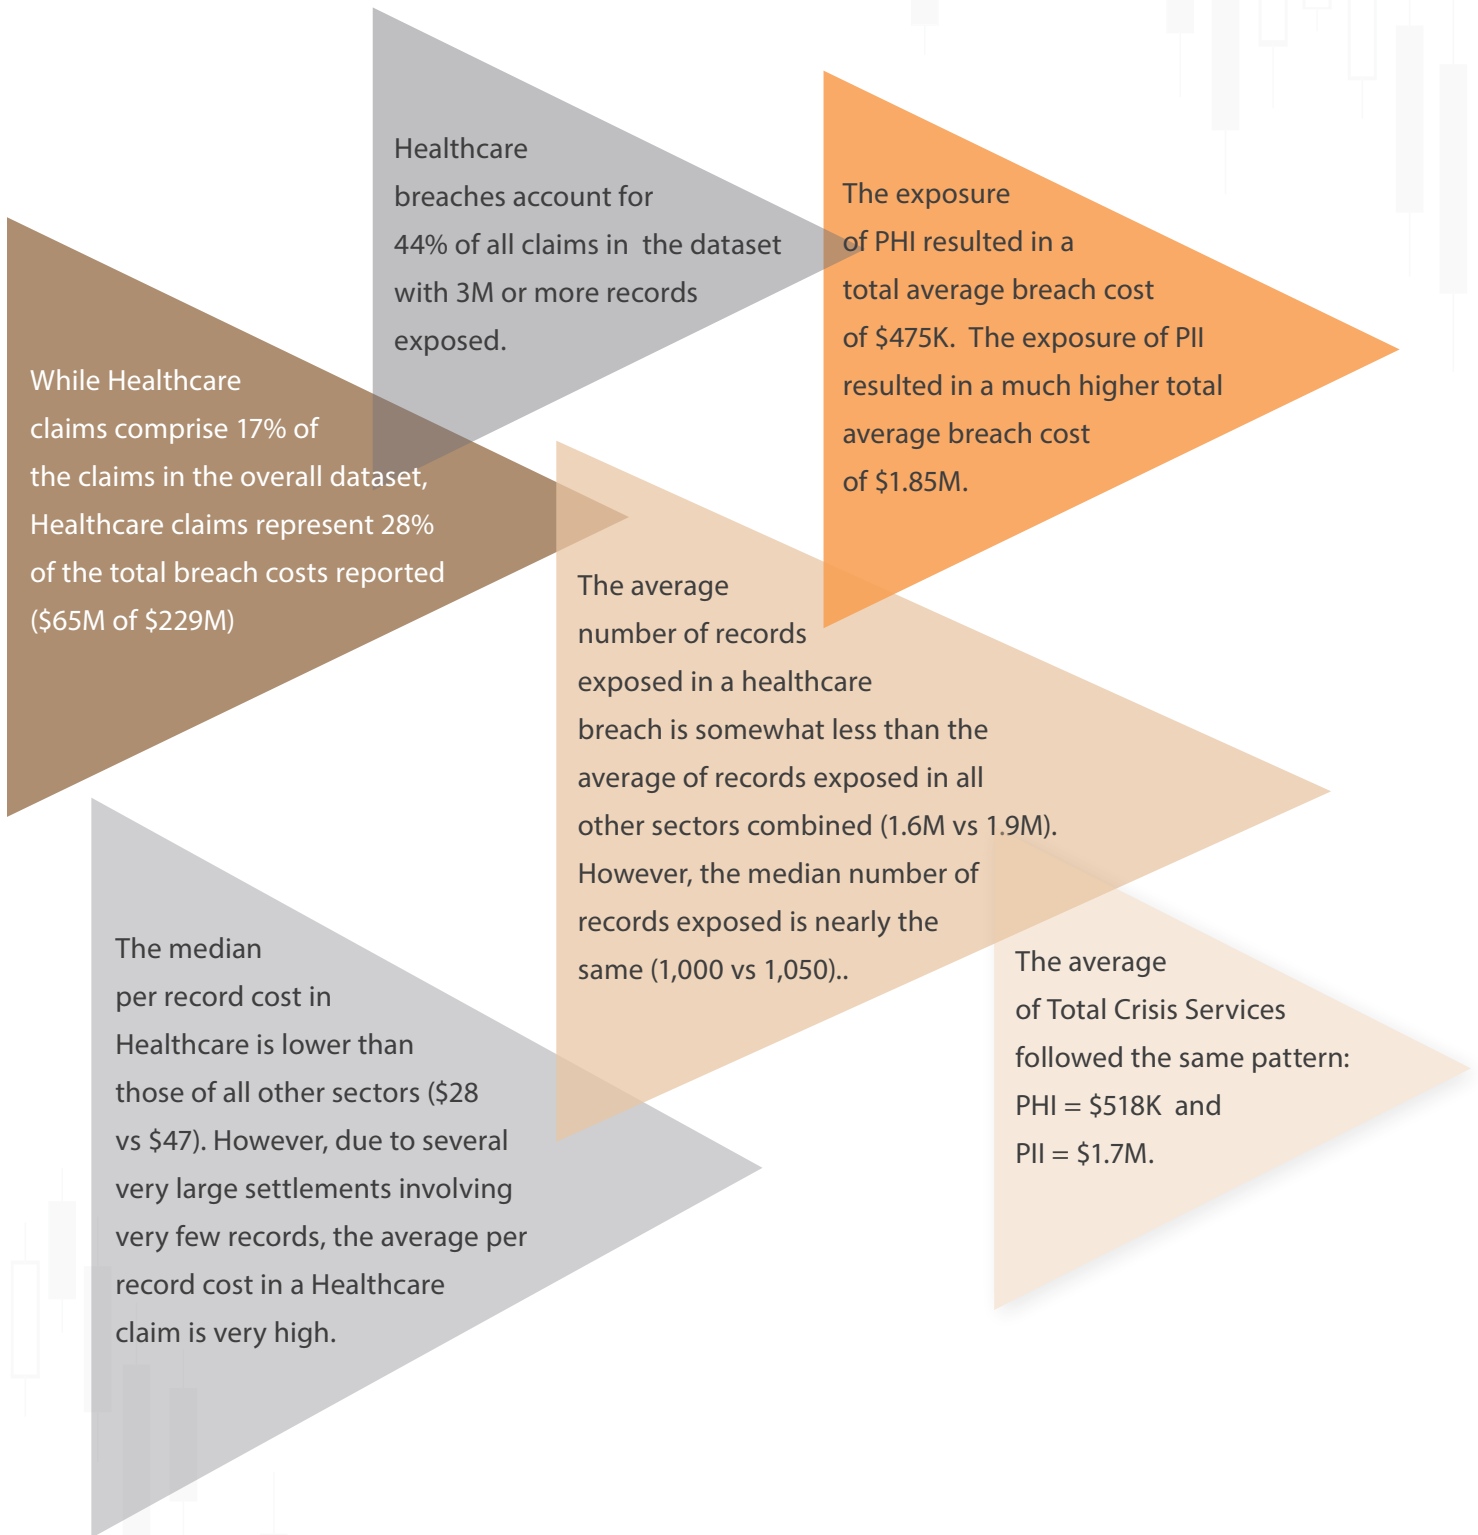 Healthcare
breaches account for
44% of all claims in  the dataset
with 3M or more records
exposed.
The exposure
of PHI resulted in a
total average breach cost
of $475K.  The exposure of PII
resulted in a much higher total
average breach cost
of $1.85M.
While Healthcare
claims comprise 17% of
the claims in the overall dataset,
Healthcare claims represent 28%
of the total breach costs reported
($65M of $229M)
The average
number of records
exposed in a healthcare
breach is somewhat less than the
average of records exposed in all
other sectors combined (1.6M vs 1.9M).
However, the median number of
records exposed is nearly the
same (1,000 vs 1,050)..
The median
per record cost in
Healthcare is lower than
those of all other sectors ($28
vs $47). However, due to several
very large settlements involving
very few records, the average per
record cost in a Healthcare
claim is very high.
The average
of Total Crisis Services
followed the same pattern:
PHI = $518K  and
PII = $1.7M.